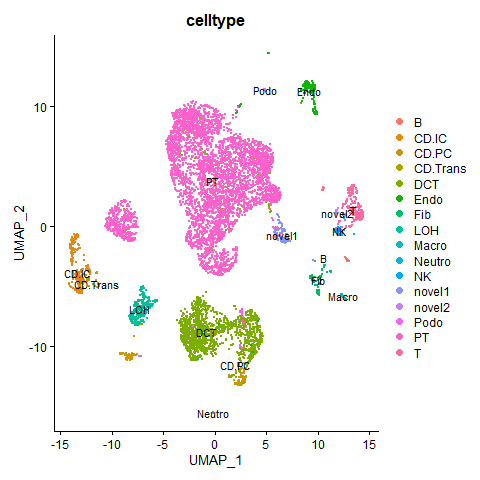 celltype
Podo
Endo
PT
novel2
T
NK
novel1
B
CD.IC
CD.Trans
Fib
Macro
LOH
DCT
CD.PC
Neutro
10
0
-10
UMAP_2
-15
-10
-5
0
5
10
15
UMAP_1
B
CD.IC
CD.PC
CD.Trans
DCT
Endo
Fib
LOH
Macro
Neutro
NK
novel1
novel2
Podo
PT
T